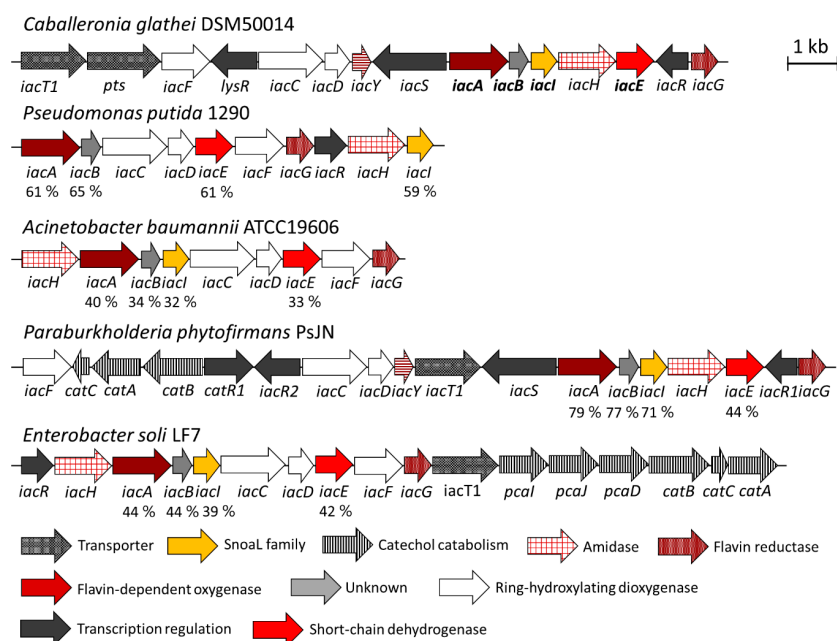 Caballeronia glathei DSM50014
1 kb
iacT1 pts iacF lysR iacC iacD iacY iacS iacA iacB iacI iacH iacE iacR iacG
Pseudomonas putida 1290
iacA iacB iacC iacD iacE iacF iacG iacR iacH iacI
61 % 65 % 61 % 59 %
Acinetobacter baumannii ATCC19606
iacH iacA iacB iacI iacC iacD iacE iacF iacG
40 % 34 % 32 % 33 %
Paraburkholderia phytofirmans PsJN
iacF catC catA catB catR1 iacR2 iacC iacD iacY iacT1 iacS iacA iacB iacI iacH iacE iacR1 iacG
79 % 77 % 71 % 44 %
Enterobacter soli LF7
iacR iacH iacA iacB iacI iacC iacD iacE iacF iacG iacT1 pcaI pcaJ pcaD catB catC catA
44 % 44 % 39 % 42 %
Transporter SnoaL family Catechol catabolism Amidase Flavin reductase
Flavin-dependent oxygenase Unknown Ring-hydroxylating dioxygenase
Transcription regulation Short-chain dehydrogenase